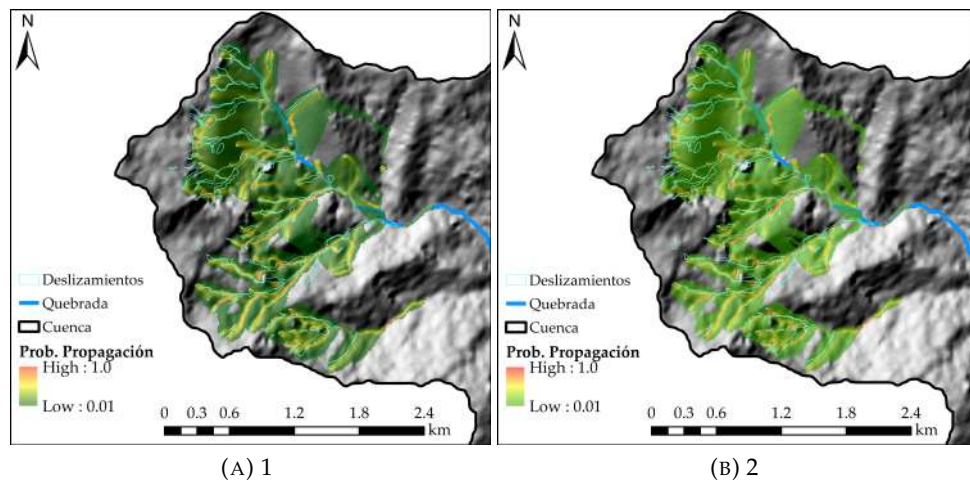 N
Deslizamientos
Quebrada
Cuenca
Prob. Propagación
High : 1.0
Low : 0.01
0 0.3 0.6 1.2 1.8 2.4
km
(A) 1
N
Deslizamientos
Quebrada
Cuenca
Prob. Propagación
High : 1.0
Low : 0.01
0 0.3 0.6 1.2 1.8 2.4
km
(B) 2